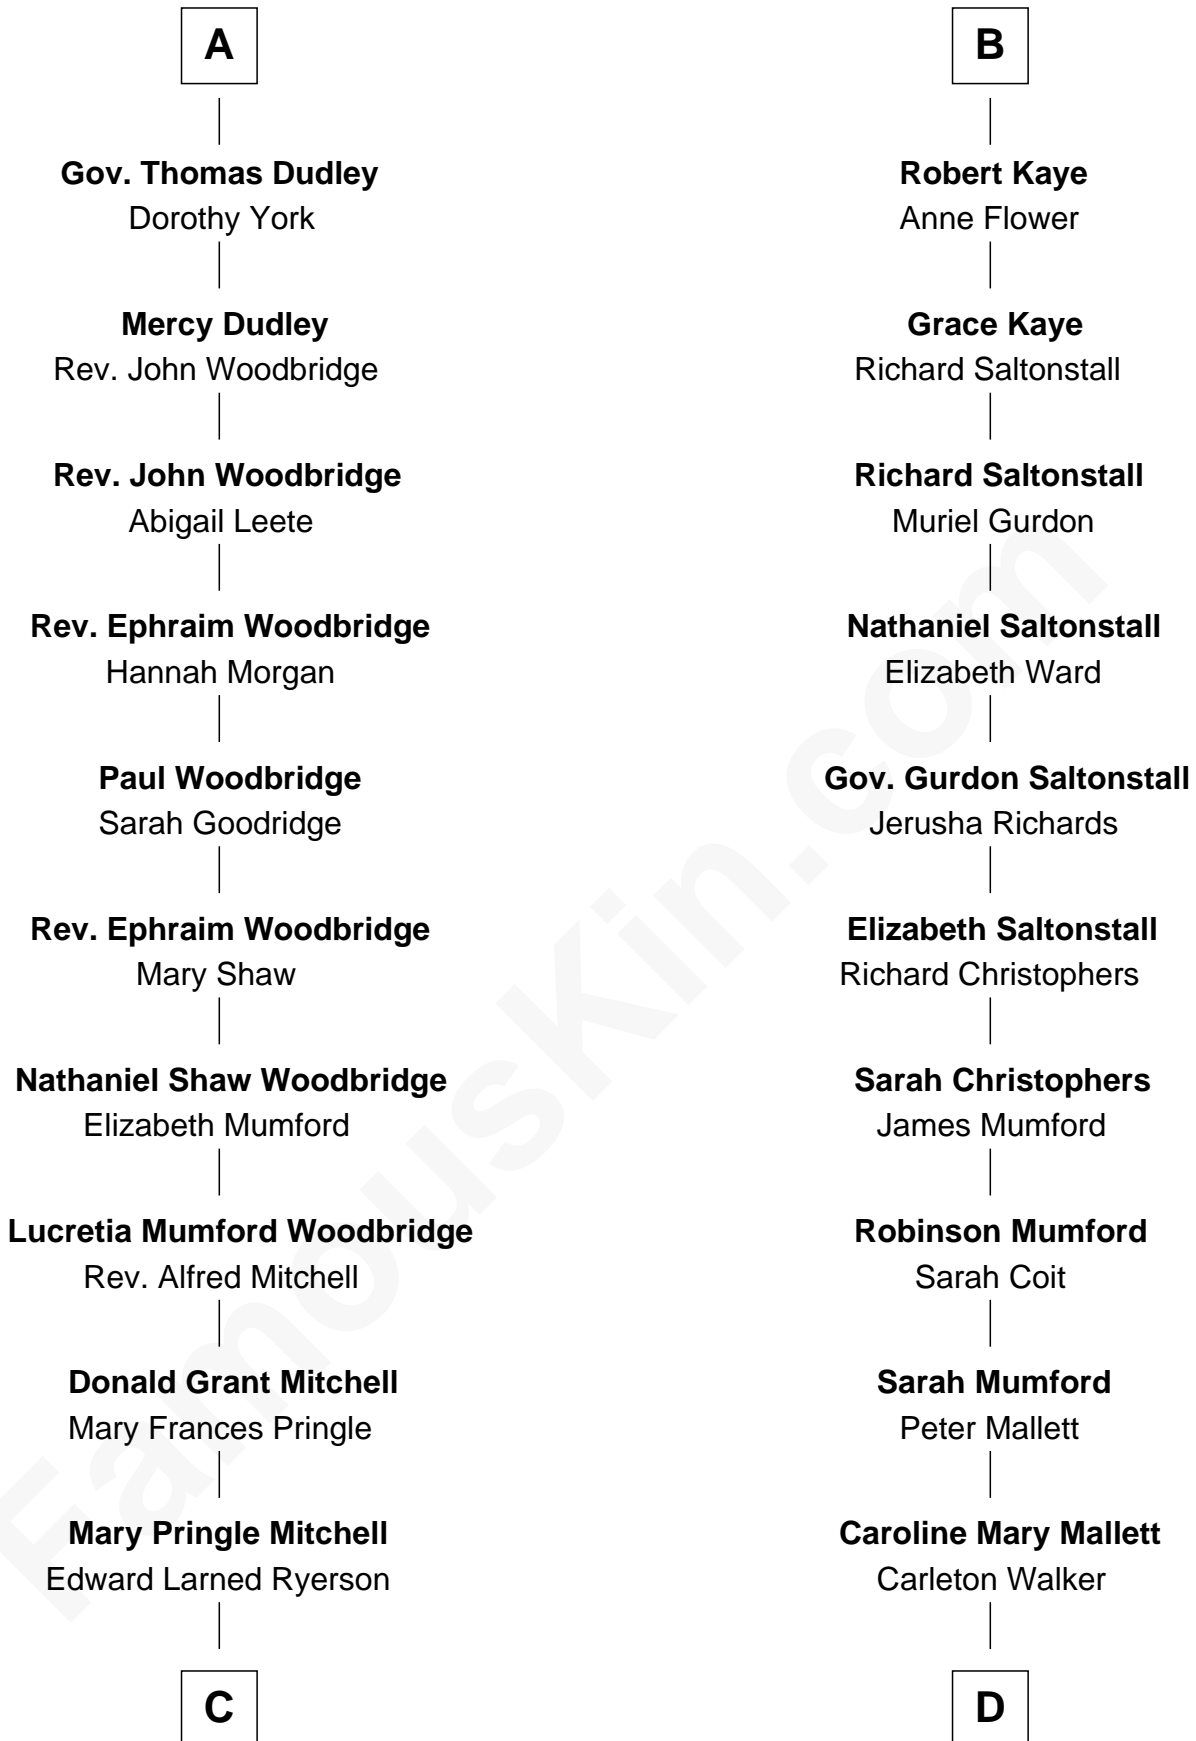 A
Gov. Thomas Dudley
Dorothy York
Mercy Dudley
Rev. John Woodbridge
Rev. John Woodbridge
Abigail Leete
Rev. Ephraim Woodbridge
Hannah Morgan
Paul Woodbridge
Sarah Goodridge
Rev. Ephraim Woodbridge
Mary Shaw
Nathaniel Shaw Woodbridge
Elizabeth Mumford
Lucretia Mumford Woodbridge
Rev. Alfred Mitchell
Donald Grant Mitchell
Mary Frances Pringle
Mary Pringle Mitchell
Edward Larned Ryerson
C
B
Robert Kaye
Anne Flower
Grace Kaye
Richard Saltonstall
Richard Saltonstall
Muriel Gurdon
Nathaniel Saltonstall
Elizabeth Ward
Gov. Gurdon Saltonstall
Jerusha Richards
Elizabeth Saltonstall
Richard Christophers
Sarah Christophers
James Mumford
Robinson Mumford
Sarah Coit
Sarah Mumford
Peter Mallett
Caroline Mary Mallett
Carleton Walker
D
FamousKin.com